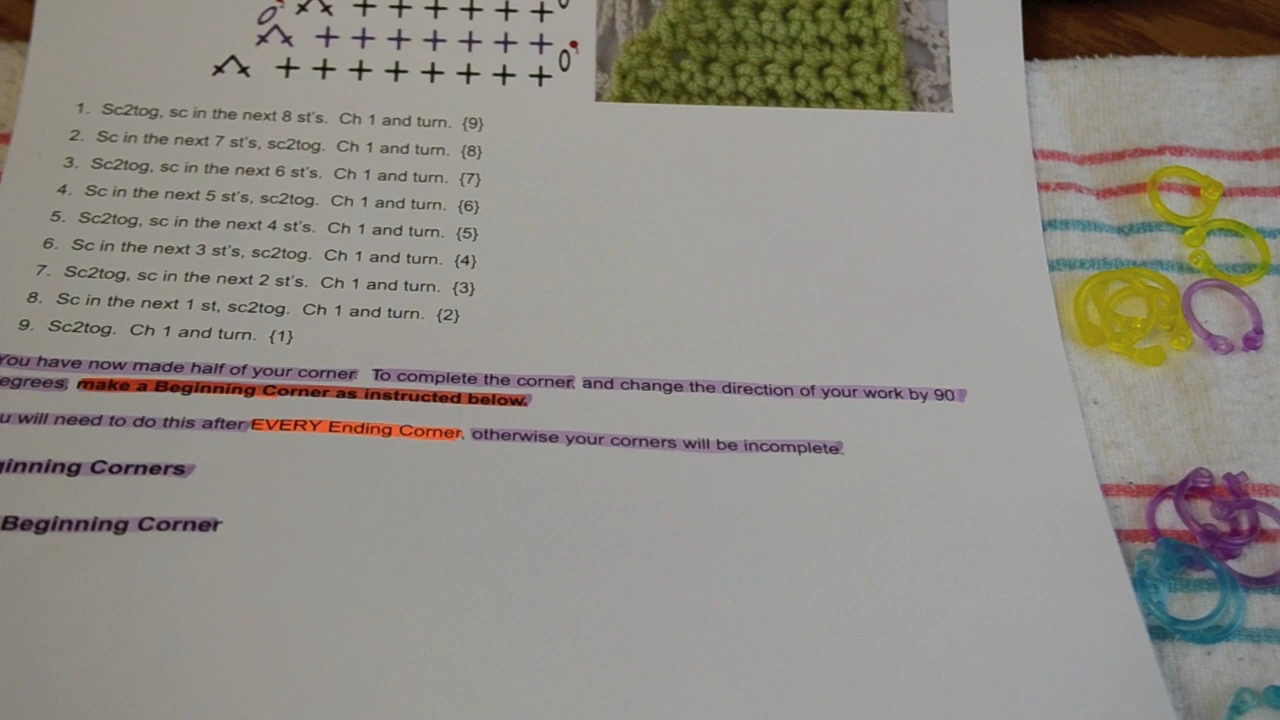 1. Sc2tog, sc in the next 8 st's. Ch 1 and turn. {9}
2. Sc in the next 7 st's, sc2tog. Ch 1 and turn. {8}
3. Sc2tog, sc in the next 6 st's. Ch 1 and turn. {7}
4. Sc in the next 5 st's, sc2tog. Ch 1 and turn. {6}
5. Sc2tog, sc in the next 4 st's. Ch 1 and turn. {5}
6. Sc in the next 3 st's, sc2tog. Ch 1 and turn. {4}
7. Sc2tog, sc in the next 2 st's. Ch 1 and turn. {3}
8. Sc in the next 1 st, sc2tog. Ch 1 and turn. {2}
9. Sc2tog. Ch 1 and turn. {1}
You have now made half of your corner. To complete the corner, and change the direction of your work by 90
egrees, make a Beginning Corner as instructed below.
u will need to do this after EVERY Ending Corner, otherwise your corners will be incomplete.
ginning Corners
Beginning Corner